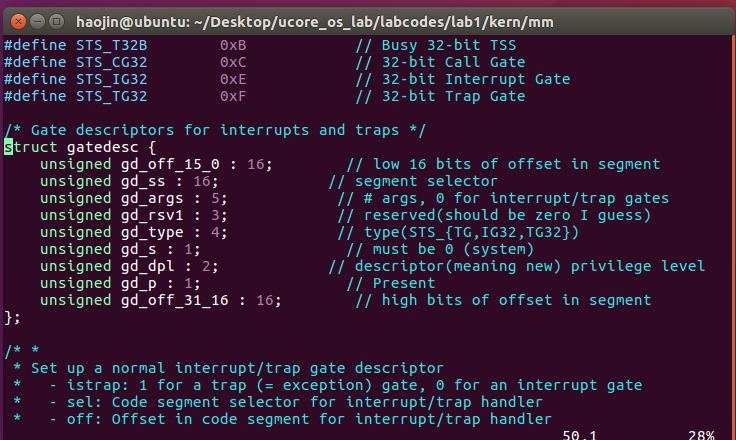 haojin@ubuntu: ~/Desktop/ucore_os_lab/labcodes/lab1/kern/mm
#define STS_T32B        0xB             // Busy 32-bit TSS
#define STS_CG32        0xC             // 32-bit Call Gate
#define STS_IG32        0xE             // 32-bit Interrupt Gate
#define STS_TG32        0xF             // 32-bit Trap Gate
/* Gate descriptors for interrupts and traps */
struct gatedesc {
    unsigned gd_off_15_0 : 16;        // low 16 bits of offset in segment
    unsigned gd_ss : 16;            // segment selector
    unsigned gd_args : 5;            // # args, 0 for interrupt/trap gates
    unsigned gd_rsv1 : 3;            // reserved(should be zero I guess)
    unsigned gd_type : 4;            // type(STS_{TG,IG32,TG32})
    unsigned gd_s : 1;                // must be 0 (system)
    unsigned gd_dpl : 2;            // descriptor(meaning new) privilege level
    unsigned gd_p : 1;                // Present
    unsigned gd_off_31_16 : 16;        // high bits of offset in segment
};
/* *
 * Set up a normal interrupt/trap gate descriptor
 *   - istrap: 1 for a trap (= exception) gate, 0 for an interrupt gate
 *   - sel: Code segment selector for interrupt/trap handler
 *   - off: Offset in code segment for interrupt/trap handler
50,1          28%